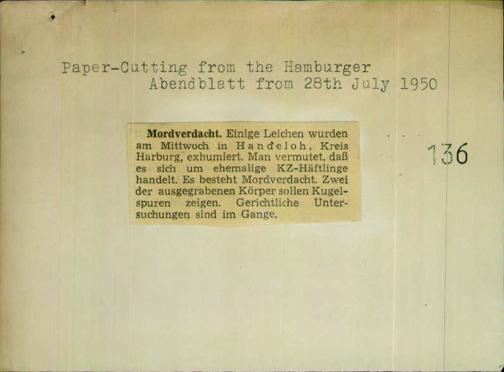 Paper-Cutting from the Hamburger
Abendblatt from 28th July 1950
Mordverdacht. Einige Leichen wurden
am Mittwoch in Handeloh, Kreis
Harburg, exhumiert. Man vermutet, daß
es sich um ehemalige KZ-Häftlinge
handelt. Es besteht Mordverdacht. Zwei
der ausgegrabenen Körper sollen Kugel-
spuren zeigen. Gerichtliche Unter-
suchungen sind im Gange.
136